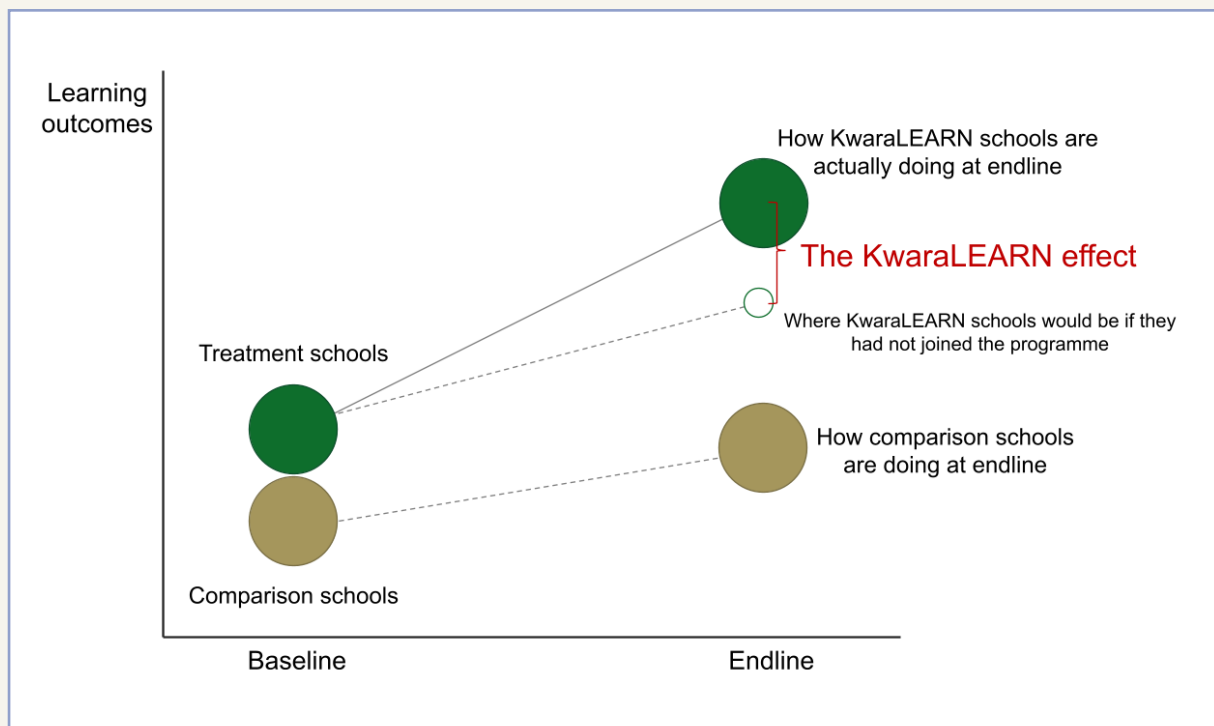 Learning
outcomes
How KwaraLEARN schools are
actually doing at endline
The KwaraLEARN effect
Where KwaraLEARN schools would be if they
had not joined the programme
Treatment schools
How comparison schools
are doing at endline
Comparison schools
Baseline
Endline